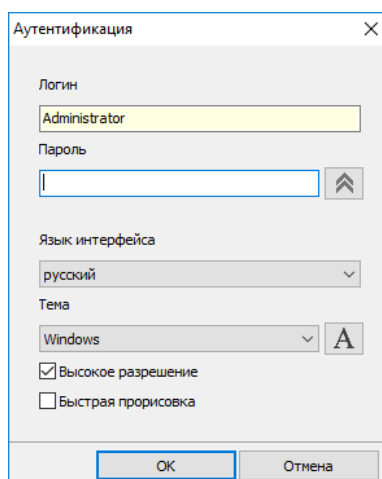 Аутентификация
Логин
Administrator
Пароль
Язык интерфейса
русский
Тема
Windows
A
Высокое разрешение
Быстрая прорисовка
OK
Отмена